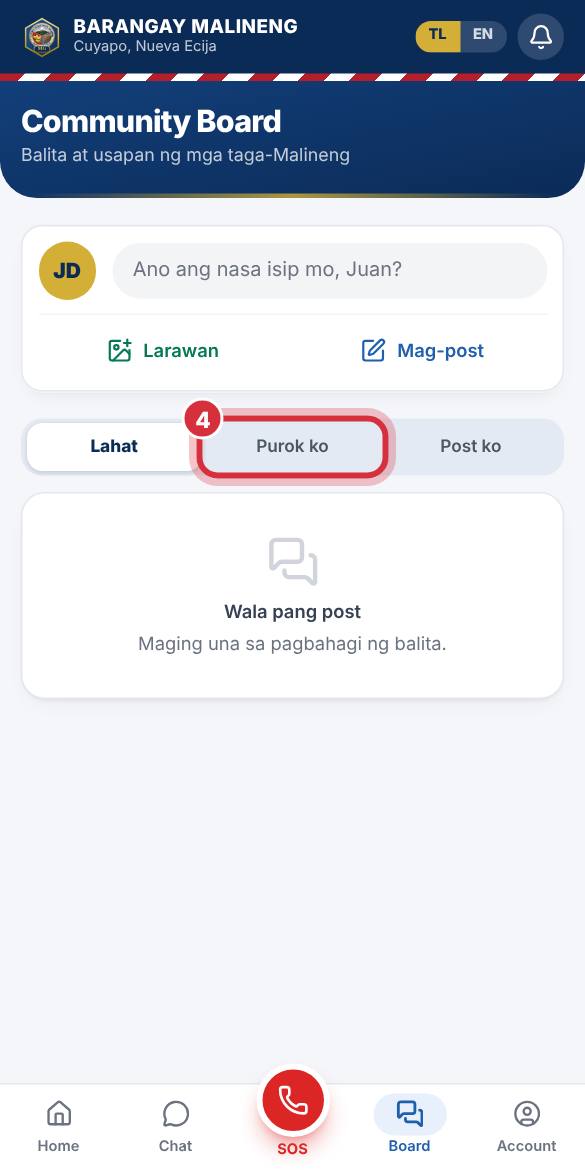 BARANGAY MALINENG
Cuyapo, Nueva Ecija
TL EN
Community Board
Balita at usapan ng mga taga-Malineng
JD
Ano ang nasa isip mo, Juan?
Larawan
Mag-post
4
Lahat
Purok ko
Post ko
Wala pang post
Maging una sa pagbahagi ng balita.
Home
Chat
SOS
Board
Account